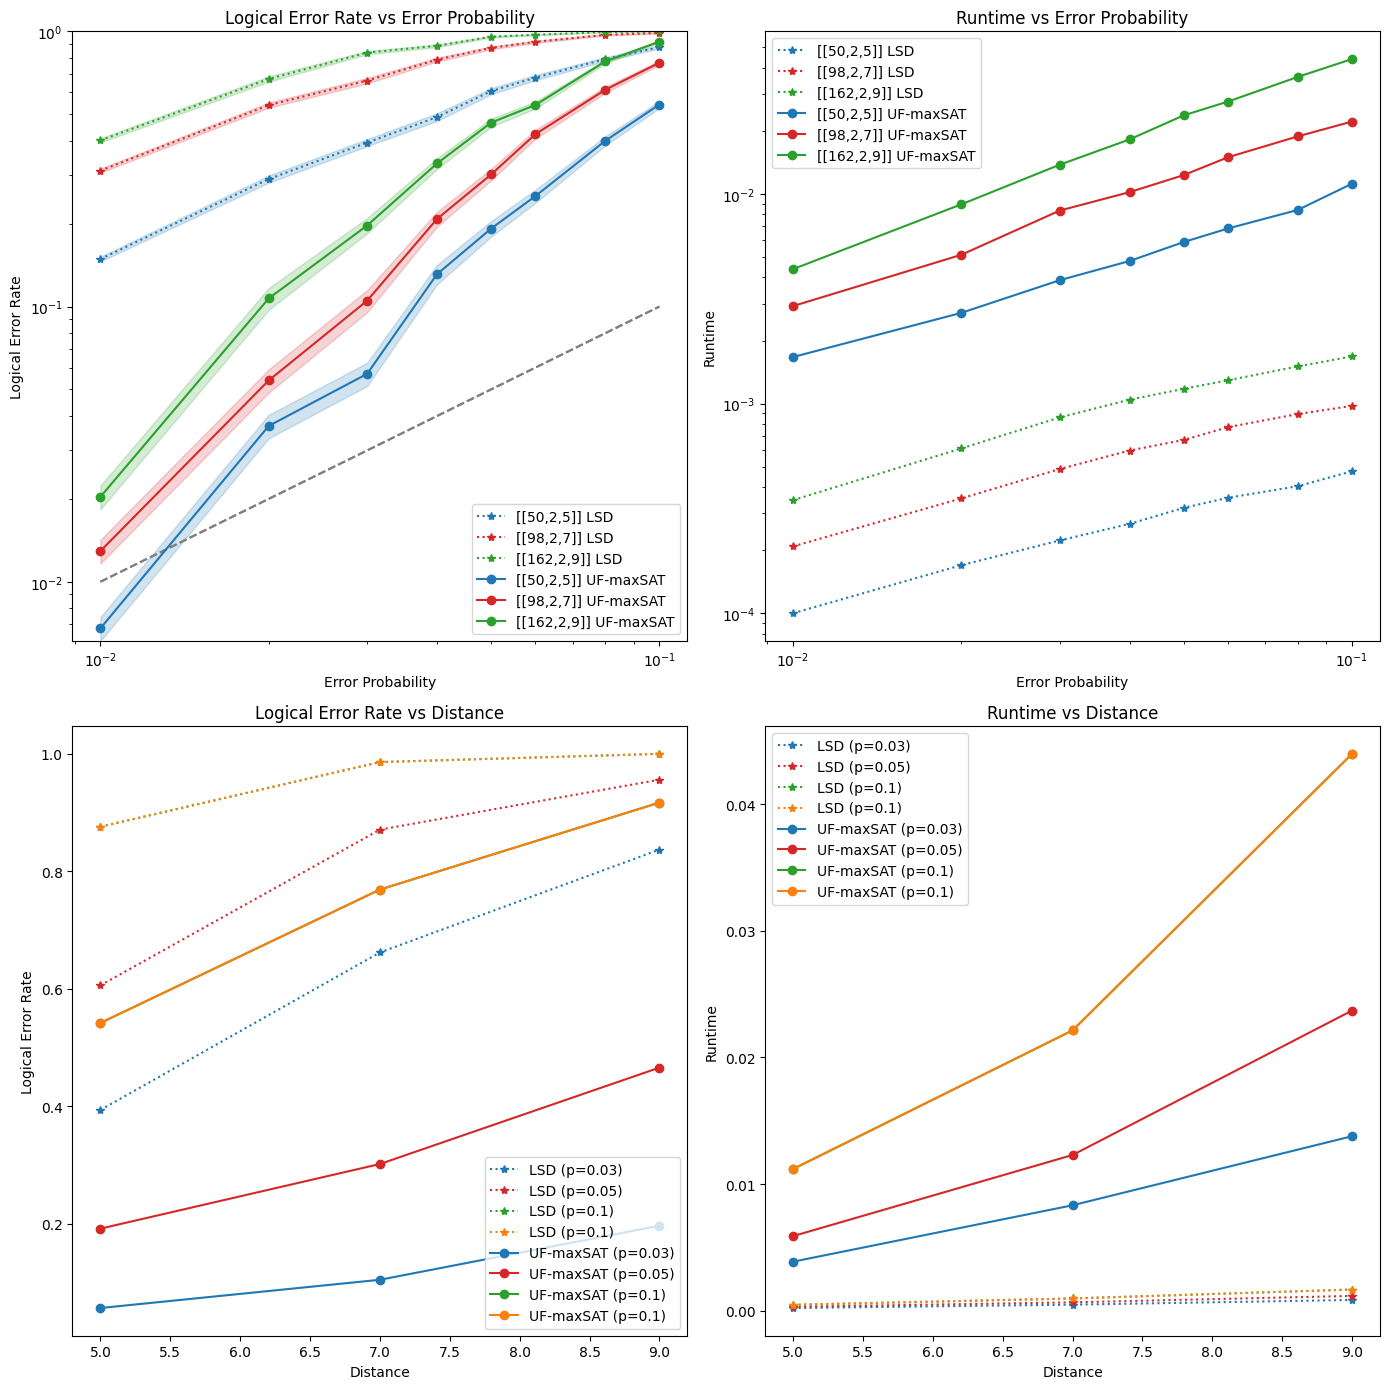 Logical Error Rate vs Error Probability
Logical Error Rate
10⁰
10⁻¹
10⁻²
[[50,2,5]] LSD
[[98,2,7]] LSD
[[162,2,9]] LSD
[[50,2,5]] UF-maxSAT
[[98,2,7]] UF-maxSAT
[[162,2,9]] UF-maxSAT
10⁻²
10⁻¹
Error Probability
Runtime vs Error Probability
Runtime
[[50,2,5]] LSD
[[98,2,7]] LSD
[[162,2,9]] LSD
[[50,2,5]] UF-maxSAT
[[98,2,7]] UF-maxSAT
[[162,2,9]] UF-maxSAT
10⁻²
10⁻³
10⁻⁴
10⁻²
10⁻¹
Error Probability
Logical Error Rate vs Distance
Logical Error Rate
1.0
0.8
0.6
0.4
0.2
LSD (p=0.03)
LSD (p=0.05)
LSD (p=0.1)
LSD (p=0.1)
UF-maxSAT (p=0.03)
UF-maxSAT (p=0.05)
UF-maxSAT (p=0.1)
UF-maxSAT (p=0.1)
5.0 5.5 6.0 6.5 7.0 7.5 8.0 8.5 9.0
Distance
Runtime vs Distance
Runtime
LSD (p=0.03)
LSD (p=0.05)
LSD (p=0.1)
LSD (p=0.1)
UF-maxSAT (p=0.03)
UF-maxSAT (p=0.05)
UF-maxSAT (p=0.1)
UF-maxSAT (p=0.1)
0.04
0.03
0.02
0.01
0.00
5.0 5.5 6.0 6.5 7.0 7.5 8.0 8.5 9.0
Distance